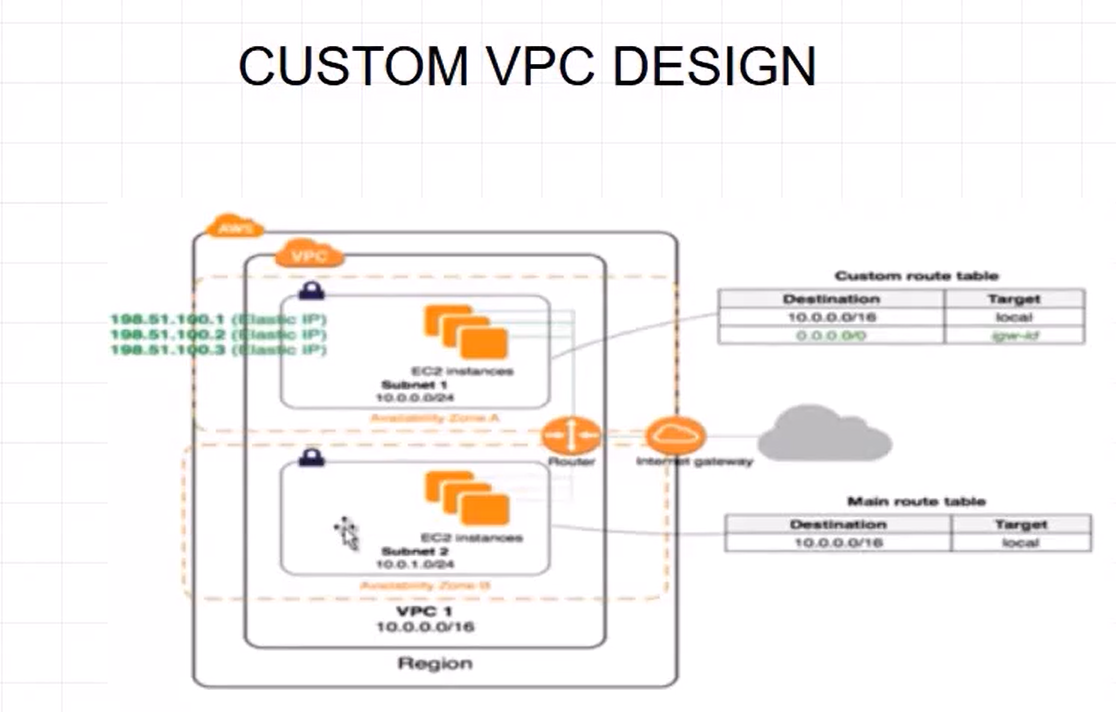 CUSTOM VPC DESIGN
AWS
VPC
198.51.100.1 (Elastic IP)
198.51.100.2 (Elastic IP)
198.51.100.3 (Elastic IP)
EC2 instances
Subnet 1
10.0.0.0/24
Availability Zone A
Custom route table
Destination Target
10.0.0.0/16 local
0.0.0.0/0 igw-id
Router
Internet gateway
EC2 instances
Subnet 2
10.0.1.0/24
Availability Zone B
Main route table
Destination Target
10.0.0.0/16 local
VPC 1
10.0.0.0/16
Region